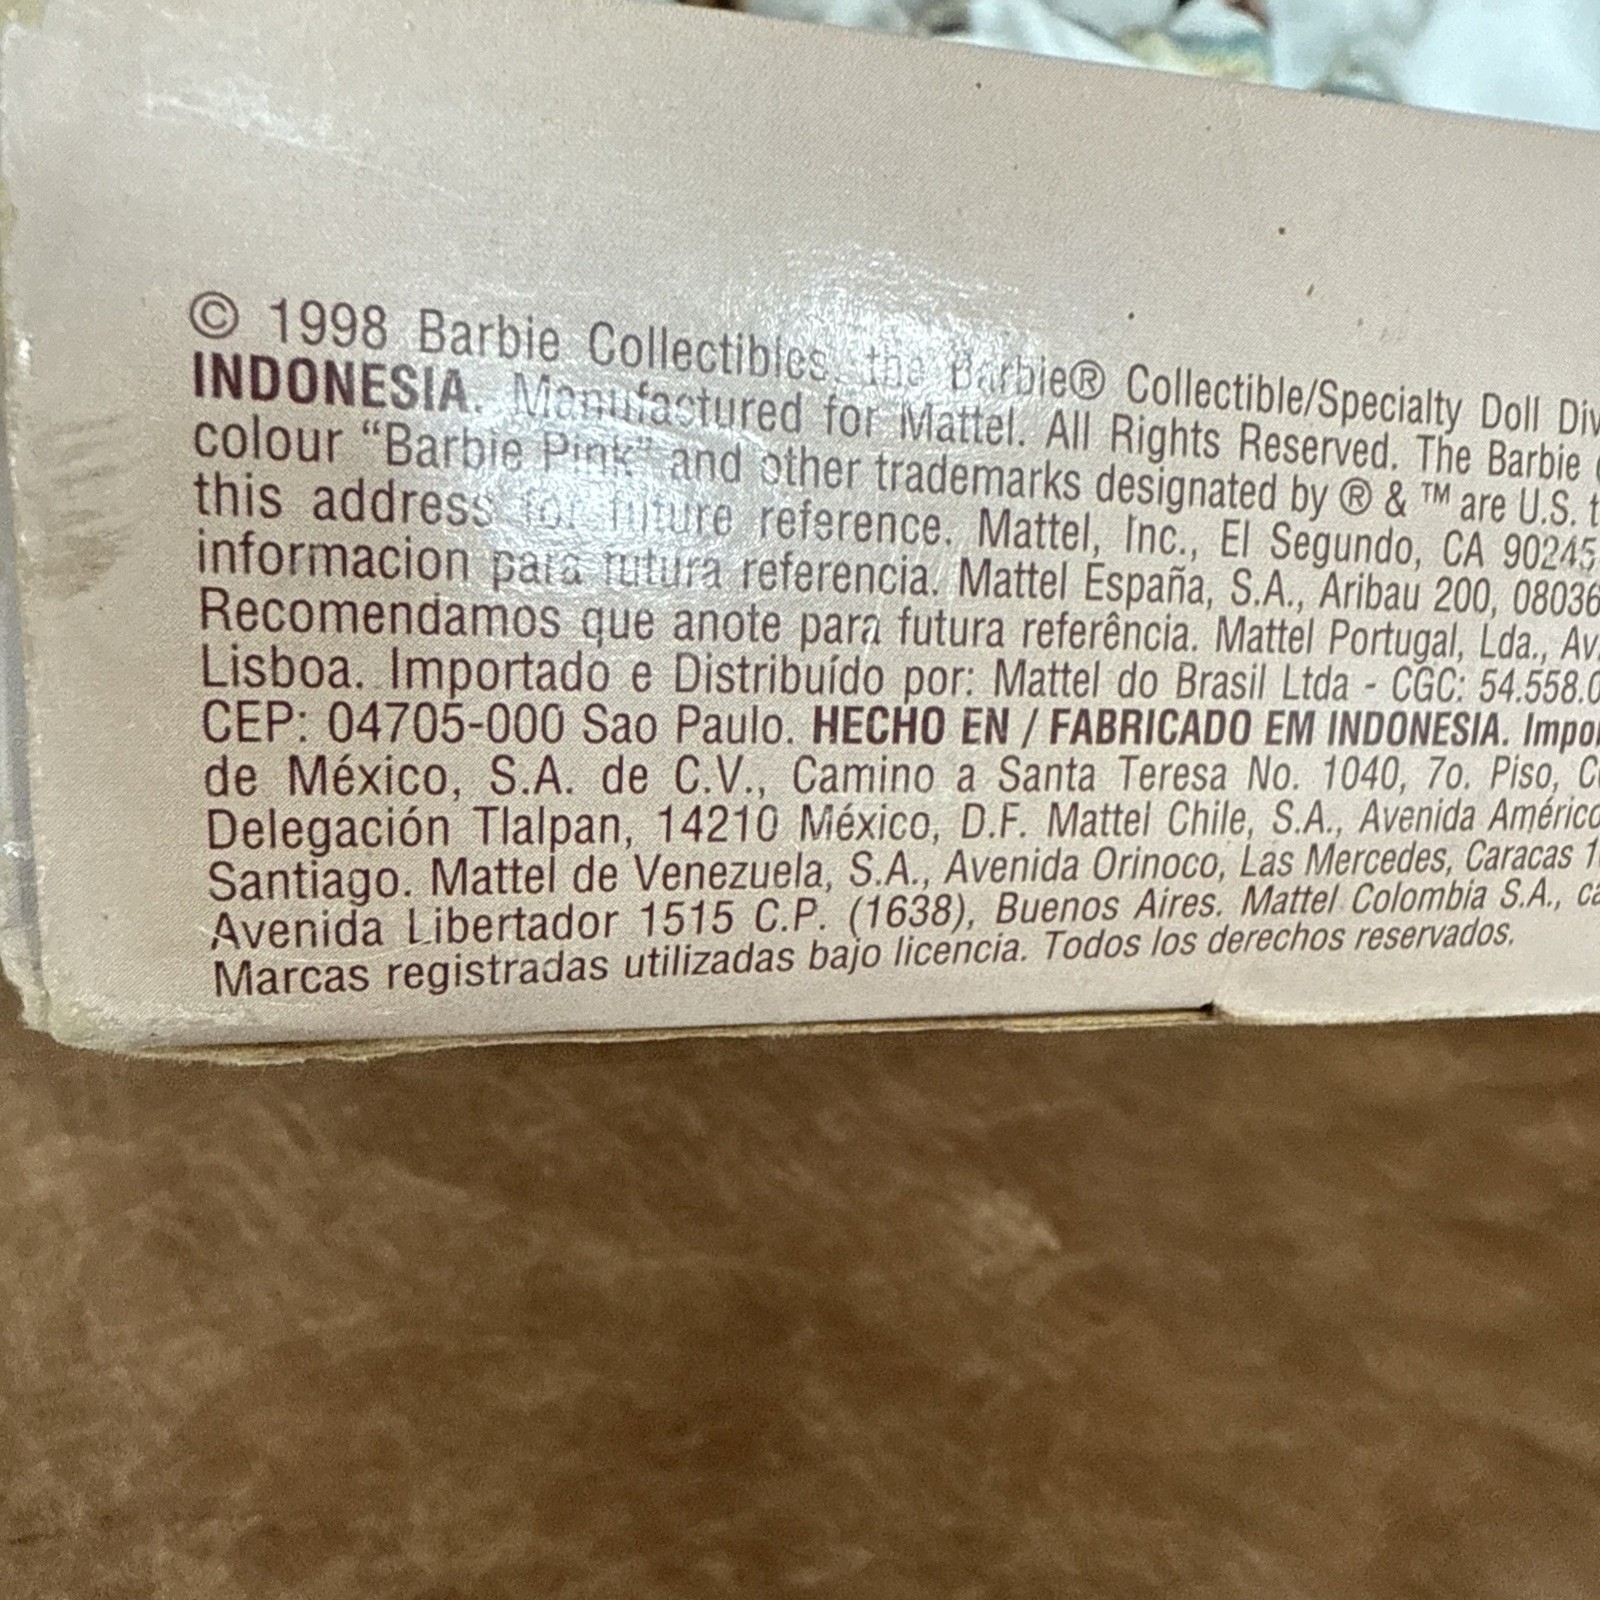 © 1998 Barbie Collectibles, the Barbie® Collectible/Specialty Doll Div
INDONESIA. Manufactured for Mattel. All Rights Reserved. The Barbie
colour “Barbie Pink” and other trademarks designated by ® & ™ are U.S.
this address for future reference. Mattel, Inc., El Segundo, CA 90245
informacion para futura referencia. Mattel España, S.A., Aribau 200, 08036
Recomendamos que anote para futura referência. Mattel Portugal, Lda., Av.
Lisboa. Importado e Distribuído por: Mattel do Brasil Ltda - CGC: 54.558.0
CEP: 04705-000 Sao Paulo. HECHO EN / FABRICADO EM INDONESIA. Impor
de México, S.A. de C.V., Camino a Santa Teresa No. 1040, 7o. Piso,
Delegación Tlalpan, 14210 México, D.F. Mattel Chile, S.A., Avenida Américo
Santiago. Mattel de Venezuela, S.A., Avenida Orinoco, Las Mercedes, Caracas
Avenida Libertador 1515 C.P. (1638), Buenos Aires. Mattel Colombia S.A.,
Marcas registradas utilizadas bajo licencia. Todos los derechos reservados.